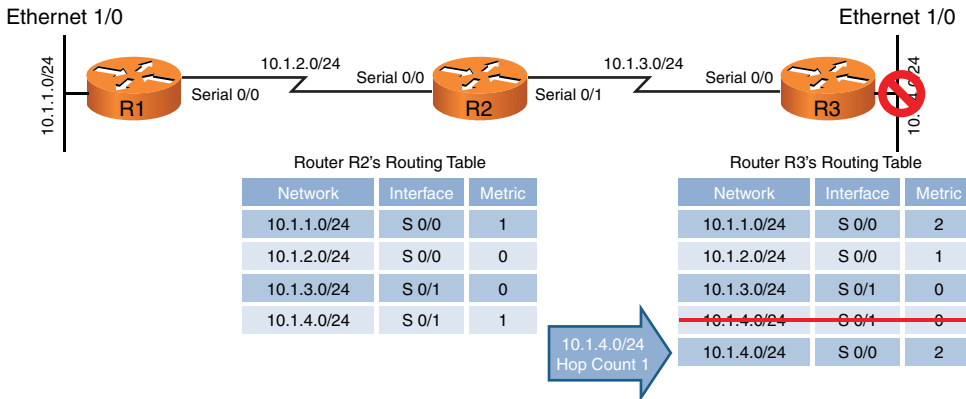 Ethernet 1/0
Ethernet 1/0
10.1.1.0/24
R1
Serial 0/0
10.1.2.0/24
Serial 0/0
R2
Serial 0/1
10.1.3.0/24
Serial 0/0
R3
10.1.4.0/24
Router R2's Routing Table
Network Interface Metric
10.1.1.0/24 S 0/0 1
10.1.2.0/24 S 0/0 0
10.1.3.0/24 S 0/1 0
10.1.4.0/24 S 0/1 1
10.1.4.0/24
Hop Count 1
Router R3's Routing Table
Network Interface Metric
10.1.1.0/24 S 0/0 2
10.1.2.0/24 S 0/0 1
10.1.3.0/24 S 0/1 0
10.1.4.0/24 S 0/1 0
10.1.4.0/24 S 0/0 2